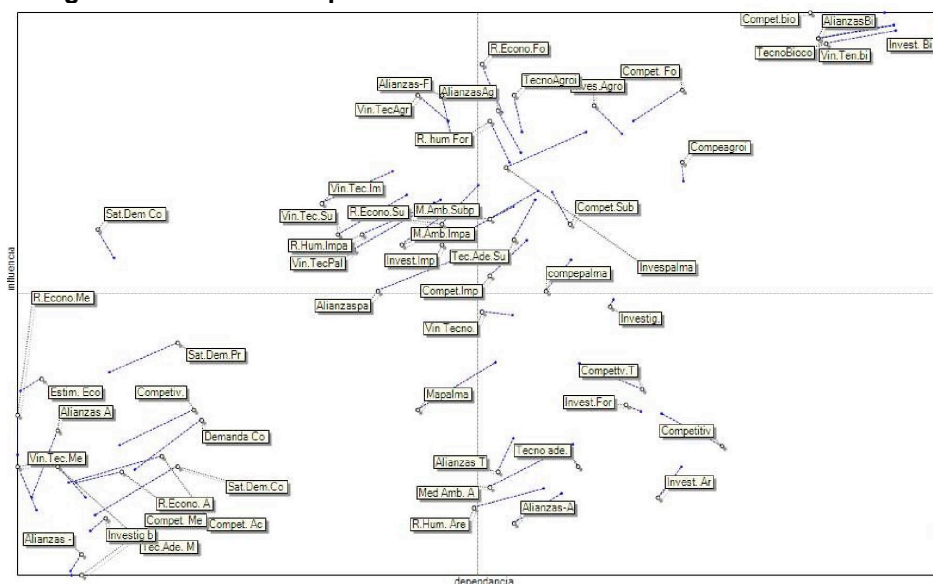 Compet.bio
AlianzasBi
TecnoBioco
Vin.Ten.bi
Invest. Bi
R.Econo.Fo
Alianzas-F
AlianzasAg
TecnoAgroi
ves.Agro
Compet. Fo
Vin.TecAgr
R. hum For
Compeagroi
Vin.Tec.Im
Sat.Dem Co
Vin.Tec.Su
R.Econo.Su
M.Amb.Subp
Compet.Sub
R.Hum.Impa
M.Amb.Impa
Vin.TecPal
Invest.Imp
Tec.Ade.Su
Invespalma
compepalma
influencia
R.Econo.Me
Alianzaspa
Compet.Imp
Investig.
Vin Tecno.
Sat.Dem.Pr
Estim. Eco
Competiv.
Compettv.T
Alianzas A
Mapalma
Invest.For
Demanda Co
Competitiv
Vin.Tec.Me
Alianzas T
Tecno ade.
Sat.Dem.Co
Invest. Ar
R.Econo. A
Med Amb. A
Compet. Me
Compet. Ac
R.Hum. Are
Alianzas-A
Alianzas -
Investig.b
Tec.Ade. M
dependancia